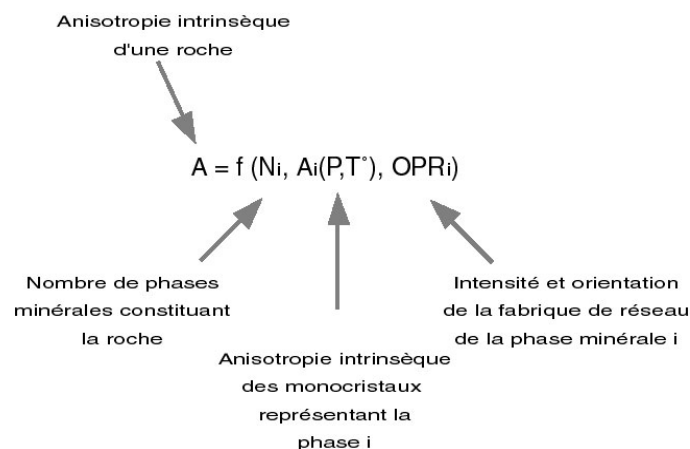 Anisotropie intrinsèque
d'une roche
A = f (Ni, Ai(P,T°), OPRi)
Nombre de phases
minérales constituant
la roche
Anisotropie intrinsèque
des monocristaux
représentant la
phase i
Intensité et orientation
de la fabrique de réseau
de la phase minérale i